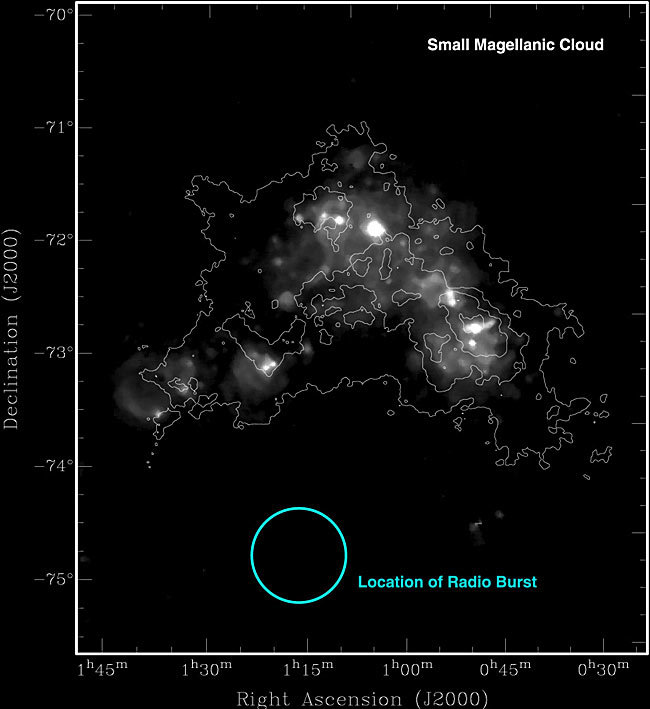 Small Magellanic Cloud
−70°
−71°
−72°
−73°
−74°
−75°
Declination (J2000)
Location of Radio Burst
1ʰ45ᵐ 1ʰ30ᵐ 1ʰ15ᵐ 1ʰ00ᵐ 0ʰ45ᵐ 0ʰ30ᵐ
Right Ascension (J2000)